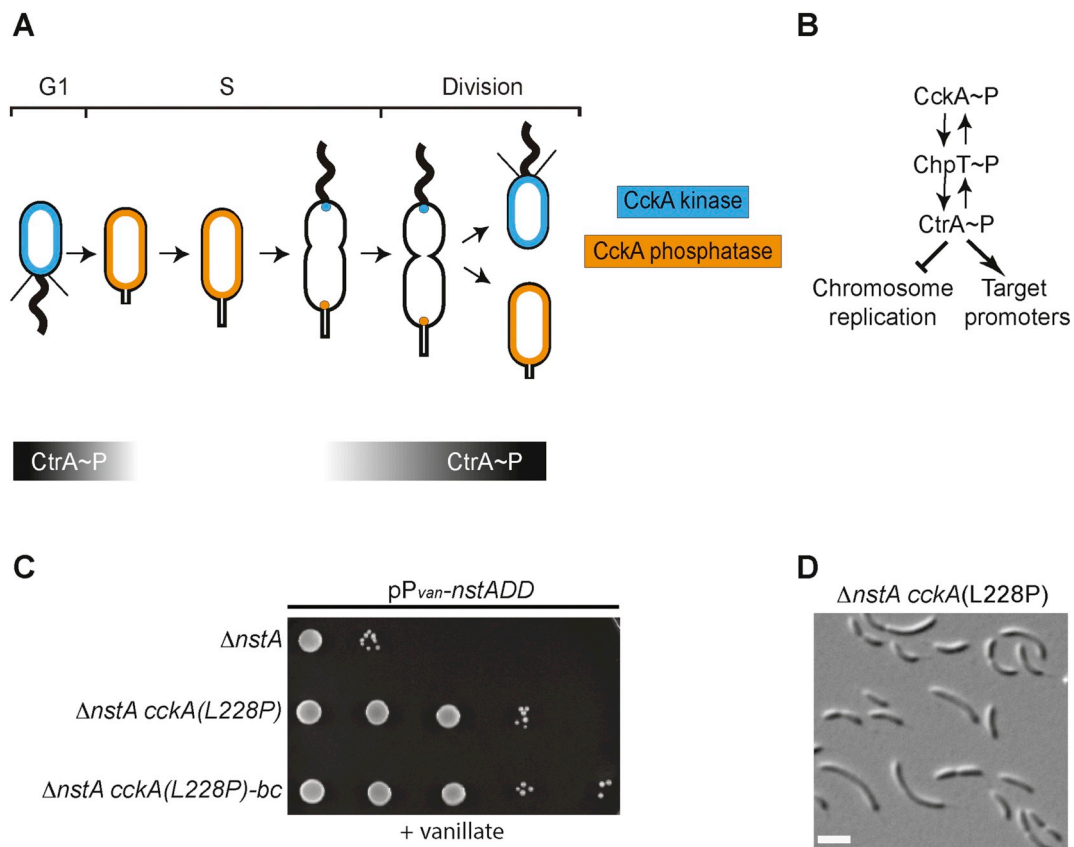 A
G1 S Division
CckA kinase
CckA phosphatase
CtrA~P CtrA~P
B
CckA~P
ChpT~P
CtrA~P
Chromosome replication
Target promoters
C
pPvan-nstADD
ΔnstA
ΔnstA cckA(L228P)
ΔnstA cckA(L228P)-bc
+ vanillate
D
ΔnstA cckA(L228P)